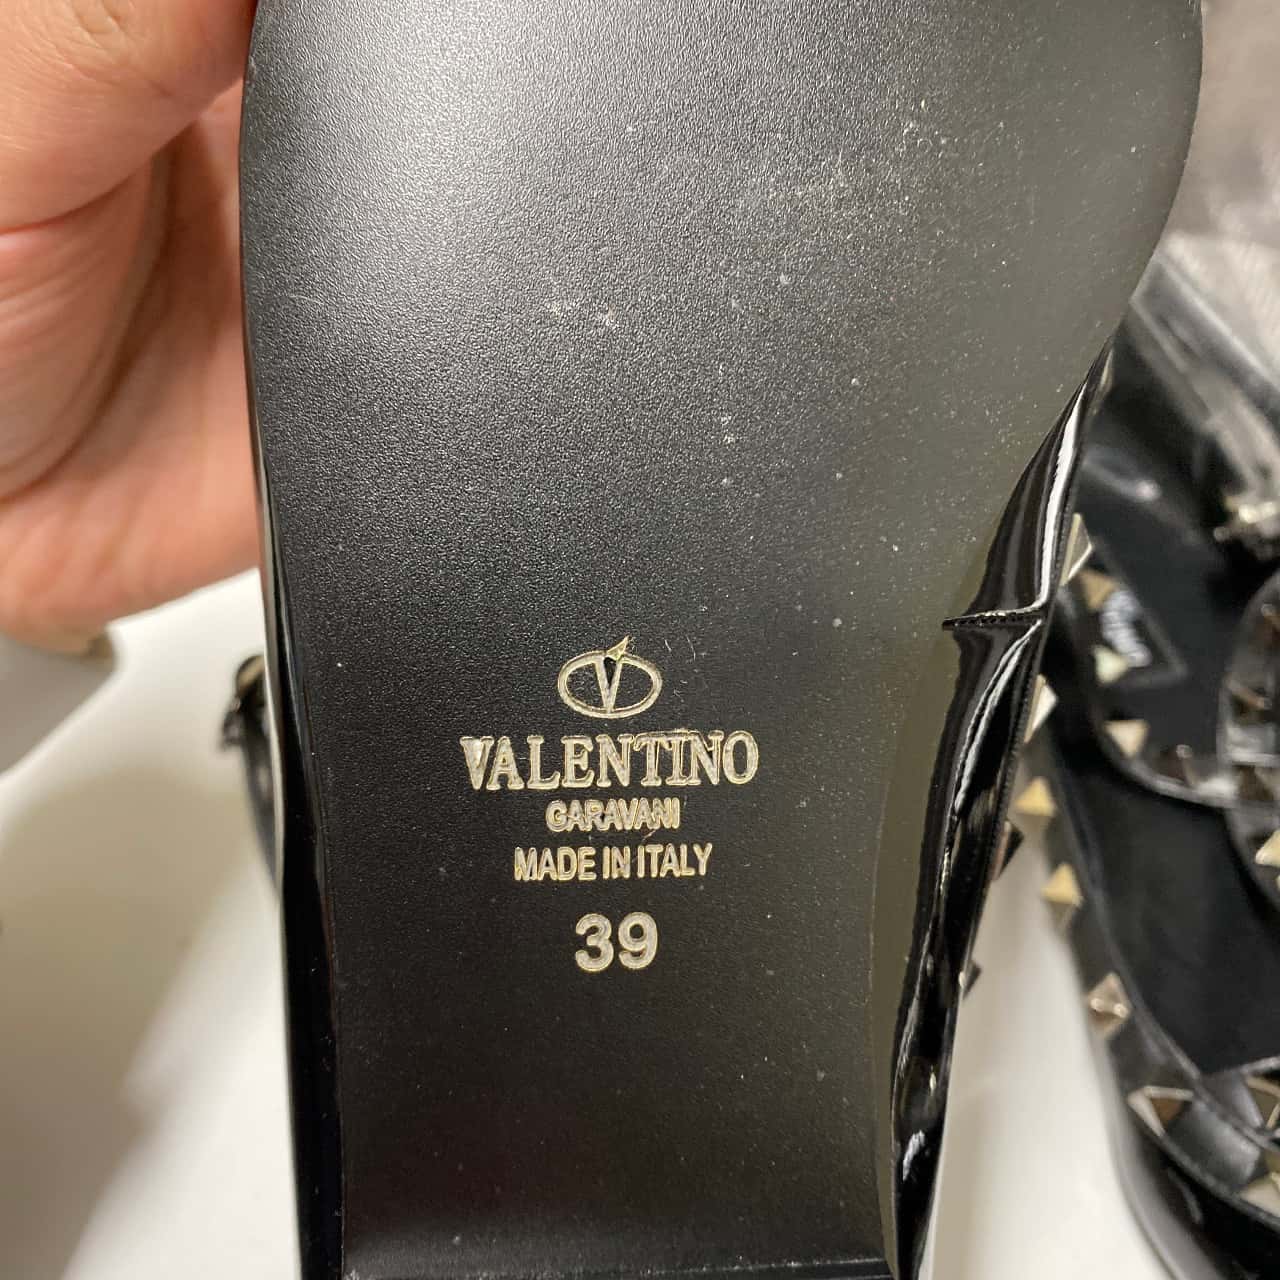 V
VALENTINO
GARAVANI
MADE IN ITALY
39